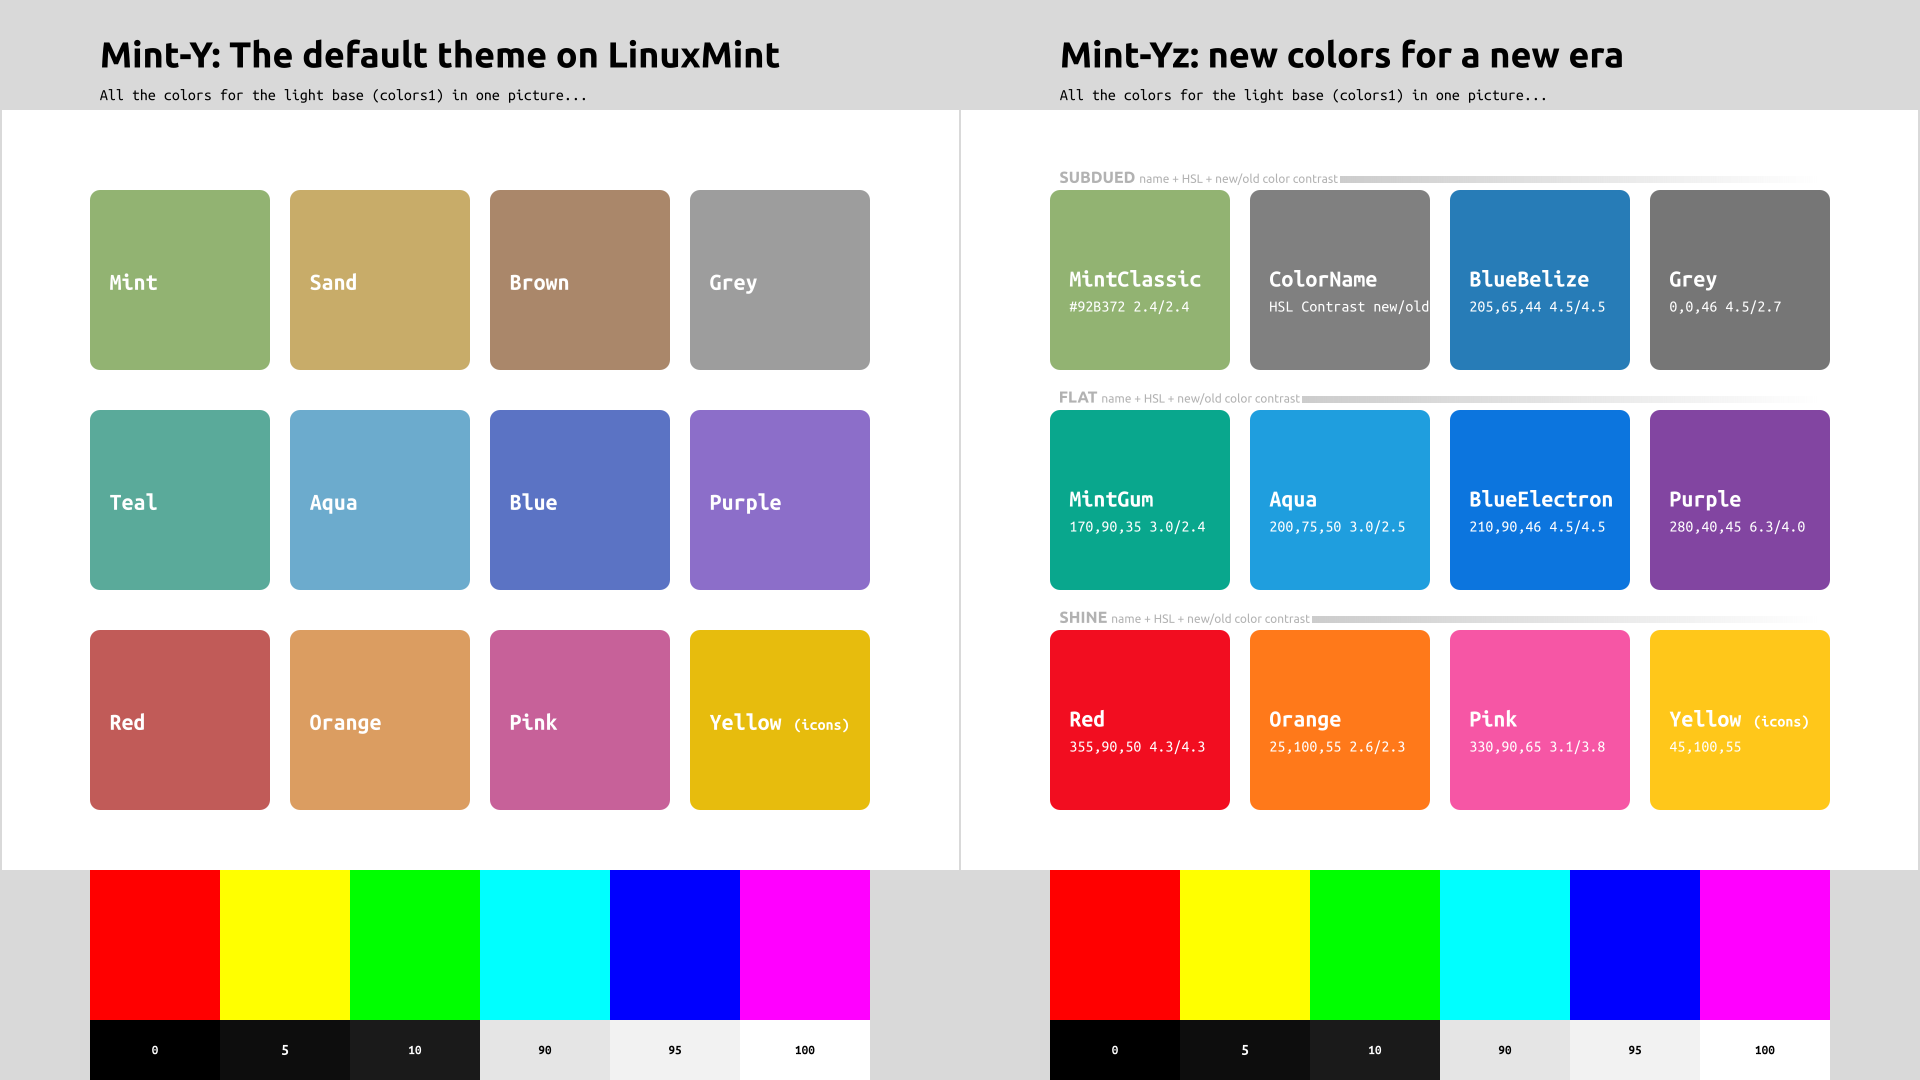 Mint-Y: The default theme on LinuxMint
All the colors for the light base (colors1) in one picture...
Mint
Sand
Brown
Grey
Teal
Aqua
Blue
Purple
Red
Orange
Pink
Yellow (icons)
0
5
10
90
95
100
Mint-Yz: new colors for a new era
All the colors for the light base (colors1) in one picture...
SUBDUED name + HSL + new/old color contrast
MintClassic
#92B372 2.4/2.4
ColorName
HSL Contrast new/old
BlueBelize
205,65,44 4.5/4.5
Grey
0,0,46 4.5/2.7
FLAT name + HSL + new/old color contrast
MintGum
170,90,35 3.0/2.4
Aqua
200,75,50 3.0/2.5
BlueElectron
210,90,46 4.5/4.5
Purple
280,40,45 6.3/4.0
SHINE name + HSL + new/old color contrast
Red
355,90,50 4.3/4.3
Orange
25,100,55 2.6/2.3
Pink
330,90,65 3.1/3.8
Yellow (icons)
45,100,55
0
5
10
90
95
100